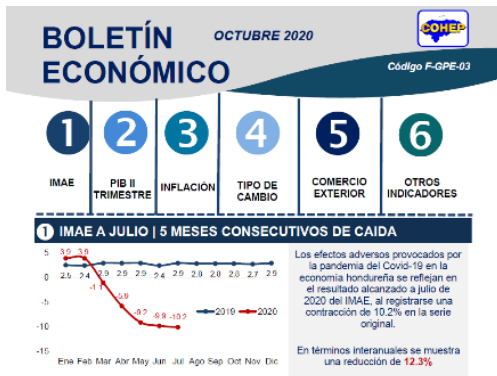 BOLETÍN
ECONÓMICO
OCTUBRE 2020
COHEP
Código F-GPE-03
1
2
3
4
5
6
IMAE
PIB II
TRIMESTRE
INFLACIÓN
TIPO DE
CAMBIO
COMERCIO
EXTERIOR
OTROS
INDICADORES
1 IMAE A JULIO | 5 MESES CONSECUTIVOS DE CAIDA
5
0
-5
-10
-15
3.9 3.9
2.5 2.4 2.9 2.9 2.9 2.4 2.9 2.8 2.8 2.8 2.7 2.9
-1.1
-5.9
-9.2 -9.9 -10.2
2019 2020
Ene Feb Mar Abr May Jun Jul Ago Sep Oct Nov Dic
Los efectos adversos provocados por
la pandemia del Covid-19 en la
economía hondureña se reflejan en
el resultado alcanzado a julio de
2020 del IMAE, al registrarse una
contracción de 10.2% en la serie
original.
En términos interanuales se muestra
una reducción de 12.3%